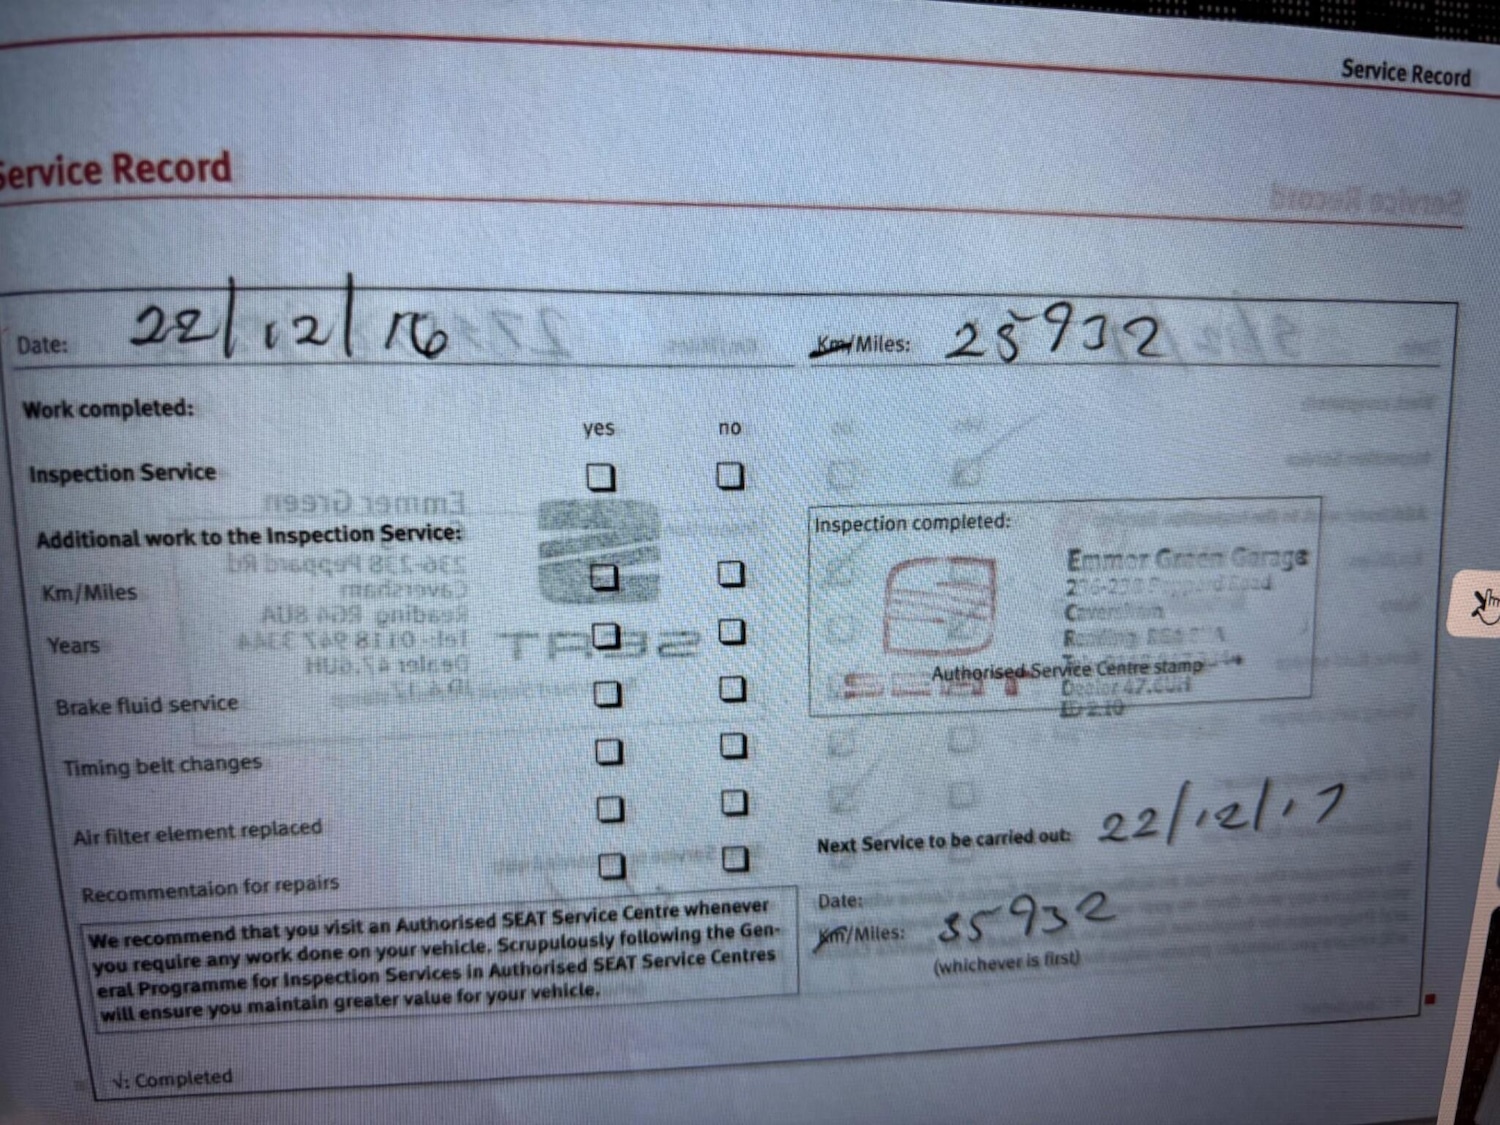 Service Record
Service Record
Date: 22/12/16
Km/Miles: 25932
Work completed:
yes no
Inspection Service
Additional work to the Inspection Service:
Km/Miles
Years
Brake fluid service
Timing belt changes
Air filter element replaced
Recommentaion for repairs
We recommend that you visit an Authorised SEAT Service Centre whenever
you require any work done on your vehicle. Scrupulously following the Gen-
eral Programme for Inspection Services in Authorised SEAT Service Centres
will ensure you maintain greater value for your vehicle.
√: Completed
Inspection completed:
Emmer Green Garage
Caversham
Reading
SEAT
Authorised Service Centre stamp
Dealer
Next Service to be carried out: 22/12/17
Date:
Km/Miles: 35932
(whichever is first)